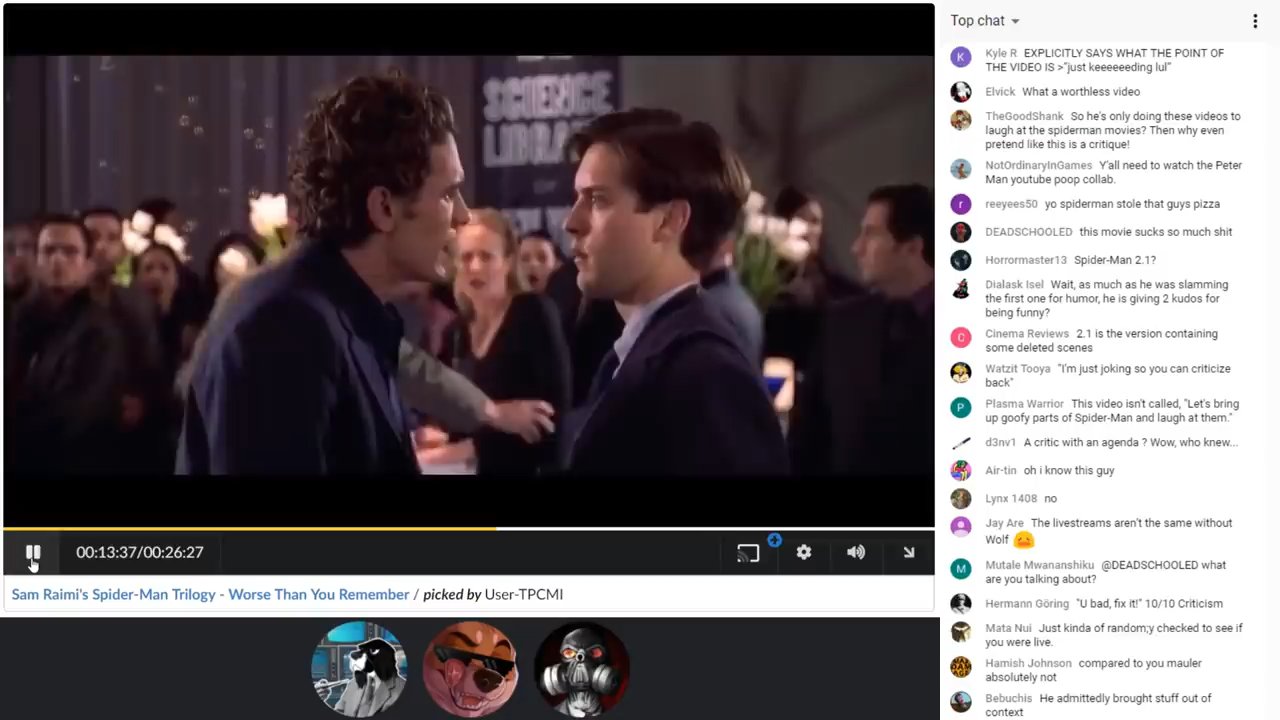 SCIENCE
LIBRA
00:13:37/00:26:27
Sam Raimi's Spider-Man Trilogy - Worse Than You Remember / picked by User-TPCMI
Top chat
K
Kyle R EXPLICITLY SAYS WHAT THE POINT OF
THE VIDEO IS >"just keeeeeeding lul"
Elvick What a worthless video
TheGoodShank So he's only doing these videos to
laugh at the spiderman movies? Then why even
pretend like this is a critique!
NotOrdinaryInGames Y'all need to watch the Peter
Man youtube poop collab.
r
reeyees50 yo spiderman stole that guys pizza
DEADSCHOOLED this movie sucks so much shit
Horrormaster13 Spider-Man 2.1?
Dialask Isel Wait, as much as he was slamming
the first one for humor, he is giving 2 kudos for
being funny?
C
Cinema Reviews 2.1 is the version containing
some deleted scenes
Watzit Tooya "I'm just joking so you can criticize
back"
P
Plasma Warrior This video isn't called, "Let's bring
up goofy parts of Spider-Man and laugh at them."
d3nv1 A critic with an agenda ? Wow, who knew...
Air-tin oh i know this guy
Lynx 1408 no
Jay Are The livestreams aren't the same without
Wolf
M
Mutale Mwananshiku @DEADSCHOOLED what
are you talking about?
Hermann Göring "U bad, fix it!" 10/10 Criticism
Mata Nui Just kinda of random;y checked to see if
you were live.
Hamish Johnson compared to you mauler
absolutely not
Bebuchis He admittedly brought stuff out of
context